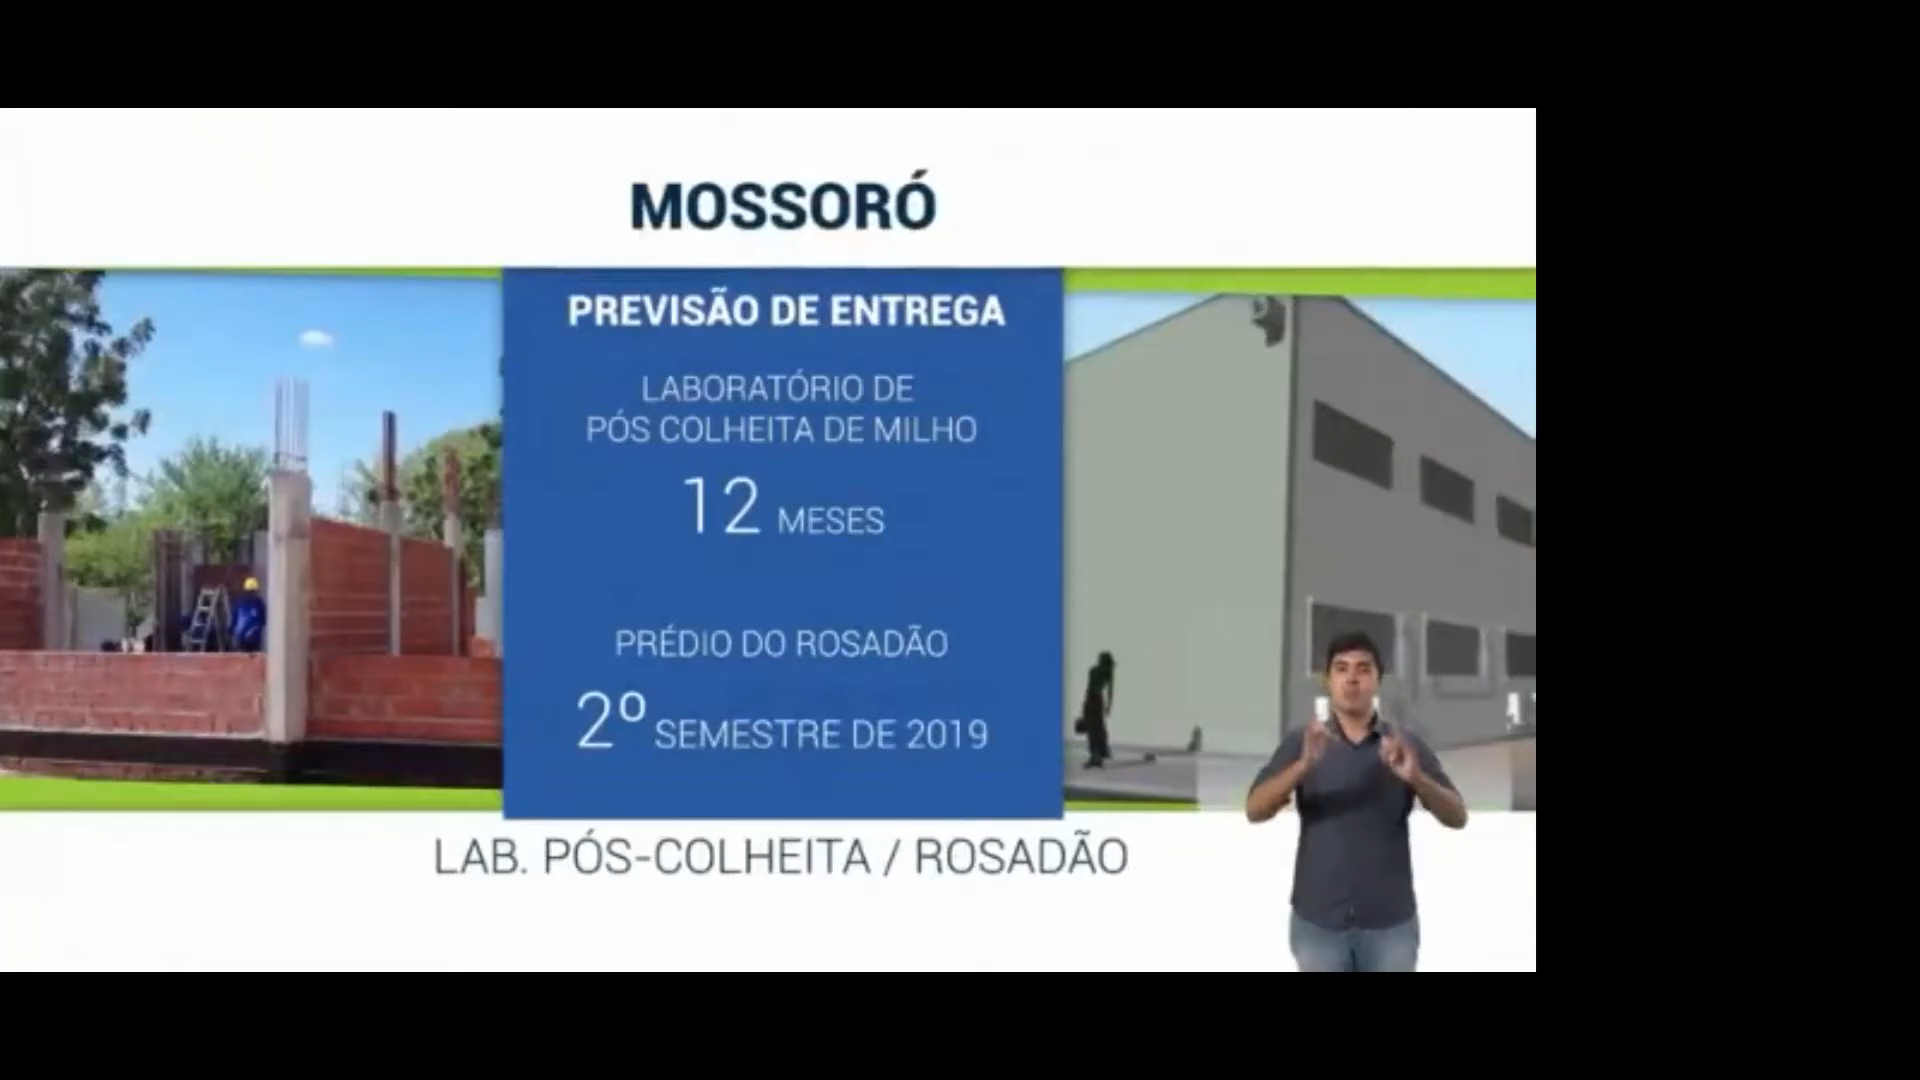 MOSSORÓ
PREVISÃO DE ENTREGA
LABORATÓRIO DE
PÓS COLHEITA DE MILHO
12 MESES
PRÉDIO DO ROSADÃO
2º SEMESTRE DE 2019
LAB. PÓS-COLHEITA / ROSADÃO